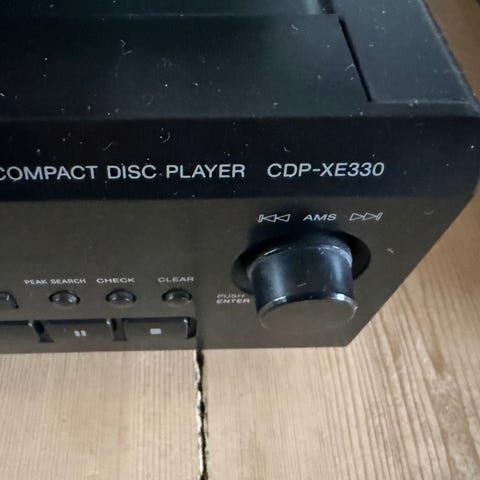 COMPACT DISC PLAYER CDP-XE330
AMS
PEAK SEARCH CHECK CLEAR
PUSH
ENTER